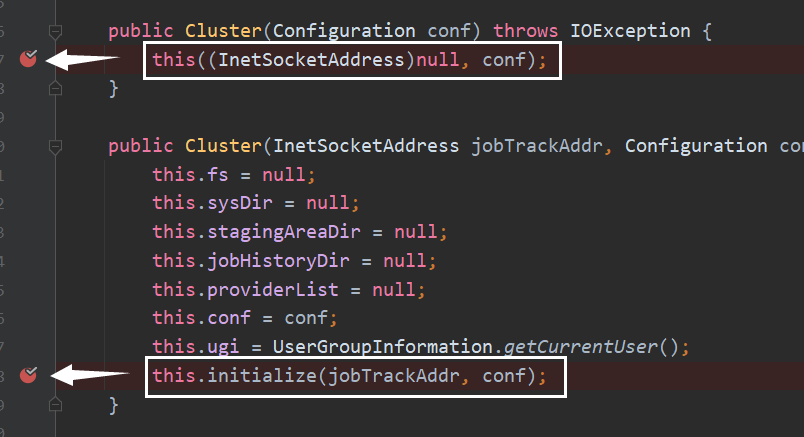 public Cluster(Configuration conf) throws IOException {
this((InetSocketAddress)null, conf);
}
public Cluster(InetSocketAddress jobTrackAddr, Configuration
this.fs = null;
this.sysDir = null;
this.stagingAreaDir = null;
this.jobHistoryDir = null;
this.providerList = null;
this.conf = conf;
this.ugi = UserGroupInformation.getCurrentUser();
this.initialize(jobTrackAddr, conf);
}